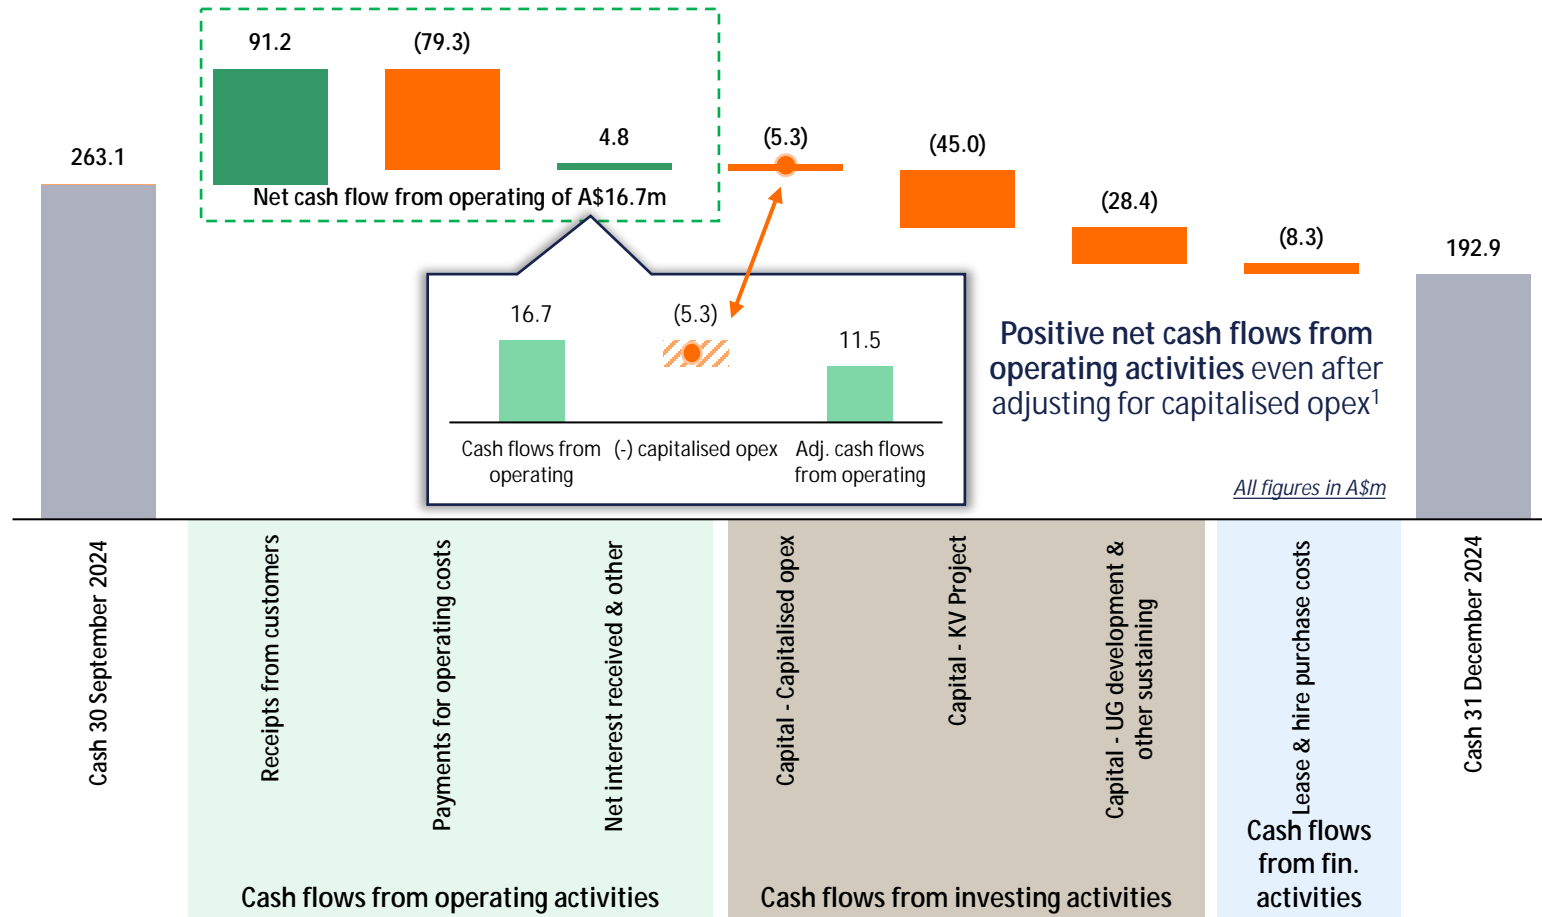 91.2
(79.3)
4.8
(5.3)
(45.0)
263.1
(28.4)
(8.3)
192.9
Net cash flow from operating of A$16.7m
16.7
(5.3)
11.5
Cash flows from
operating
(-) capitalised opex
Adj. cash flows
from operating
Positive net cash flows from
operating activities even after
adjusting for capitalised opex1
All figures in A$m
Cash 30 September 2024
Receipts from customers
Payments for operating costs
Net interest received & other
Capital - Capitalised opex
Capital - KV Project
Capital - UG development &
other sustaining
Lease & hire purchase costs
Cash 31 December 2024
Cash flows from operating activities
Cash flows from investing activities
Cash flows
from fin.
activities